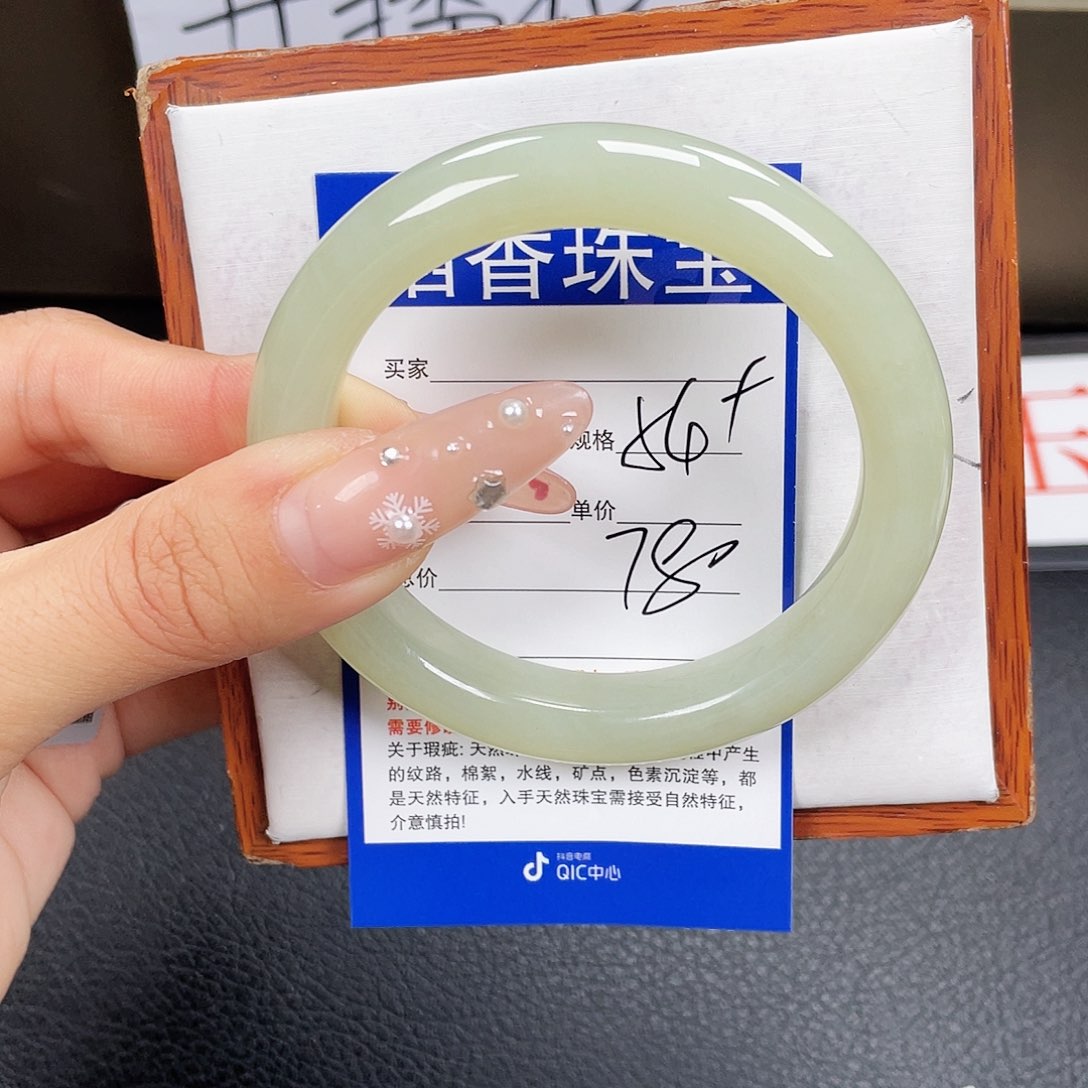 香珠宝
买家
规格 56+
单价
780
价
需要修
关于瑕疵: 天然 中产生
的纹路，棉絮，水线，矿点，色素沉淀等，都
是天然特征，入手天然珠宝需接受自然特征，
介意慎拍!
抖音电商
QIC中心